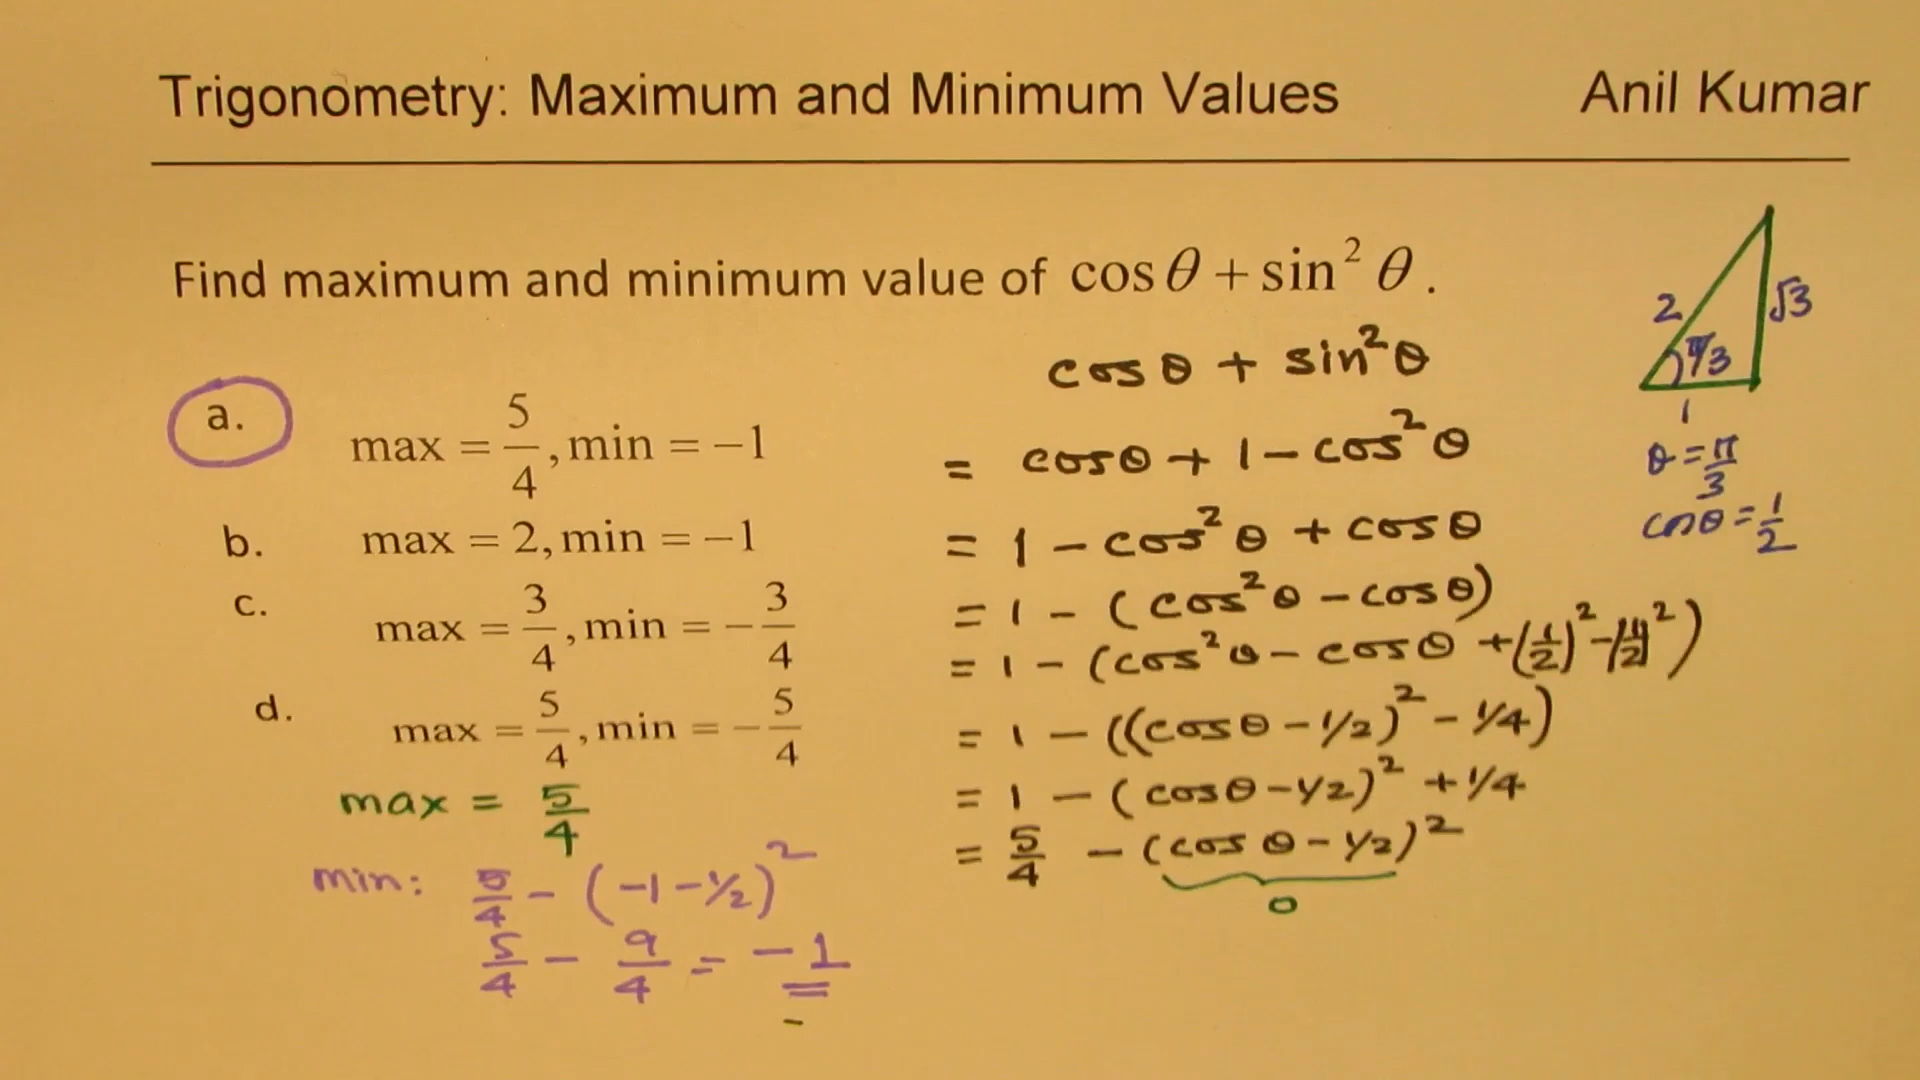 Trigonometry: Maximum and Minimum Values Anil Kumar
Find maximum and minimum value of cos θ + sin² θ.
a. max = 5/4, min = −1
b. max = 2, min = −1
c. max = 3/4, min = −3/4
d. max = 5/4, min = −5/4
max = 5/4
min: 5/4 − (−1 − 1/2)²
5/4 − 9/4 = −1
cos θ + sin² θ
= cos θ + 1 − cos² θ
= 1 − cos² θ + cos θ
= 1 − (cos² θ − cos θ)
= 1 − (cos² θ − cos θ + (1/2)² − (1/2)²)
= 1 − ((cos θ − 1/2)² − 1/4)
= 1 − (cos θ − 1/2)² + 1/4
= 5/4 − (cos θ − 1/2)²
0
2 √3
π/3
1
θ = π/3
cos θ = 1/2